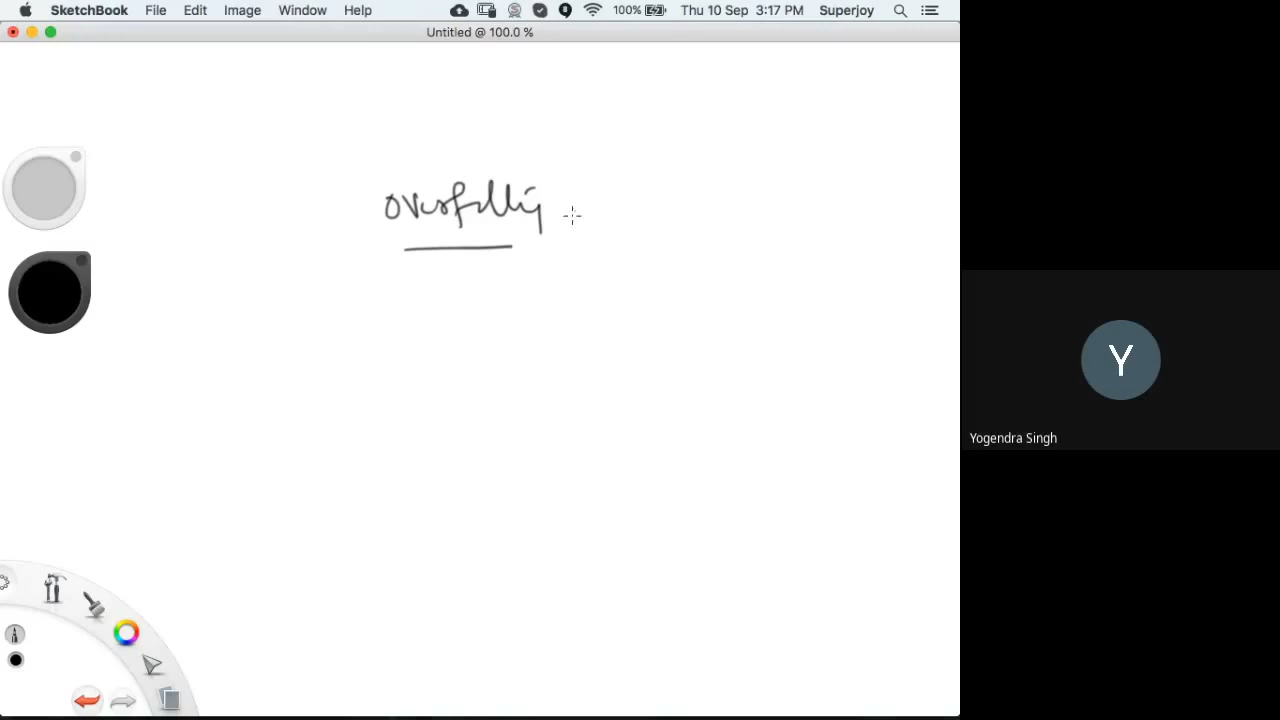 SketchBook File Edit Image Window Help 100% Thu 10 Sep 3:17 PM Superjoy
Untitled @ 100.0 %
overfitting
Y
Yogendra Singh